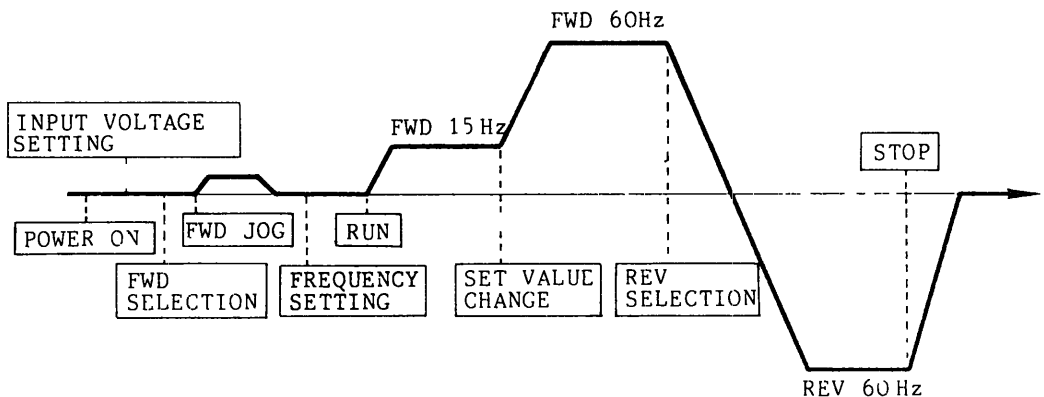 FWD 60Hz
INPUT VOLTAGE
SETTING
FWD 15Hz
STOP
POWER ON
FWD JOG
RUN
FWD
SELECTION
FREQUENCY
SETTING
SET VALUE
CHANGE
REV
SELECTION
REV 60Hz